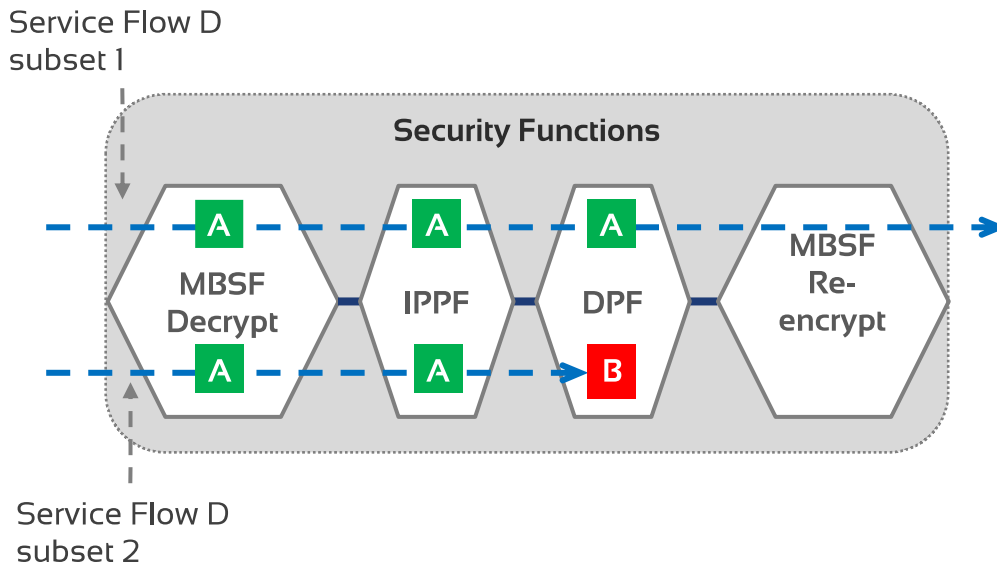 Service Flow D
subset 1
Security Functions
A
A
A
MBSF
Decrypt
IPPF
DPF
MBSF
Re-
encrypt
A
A
B
Service Flow D
subset 2